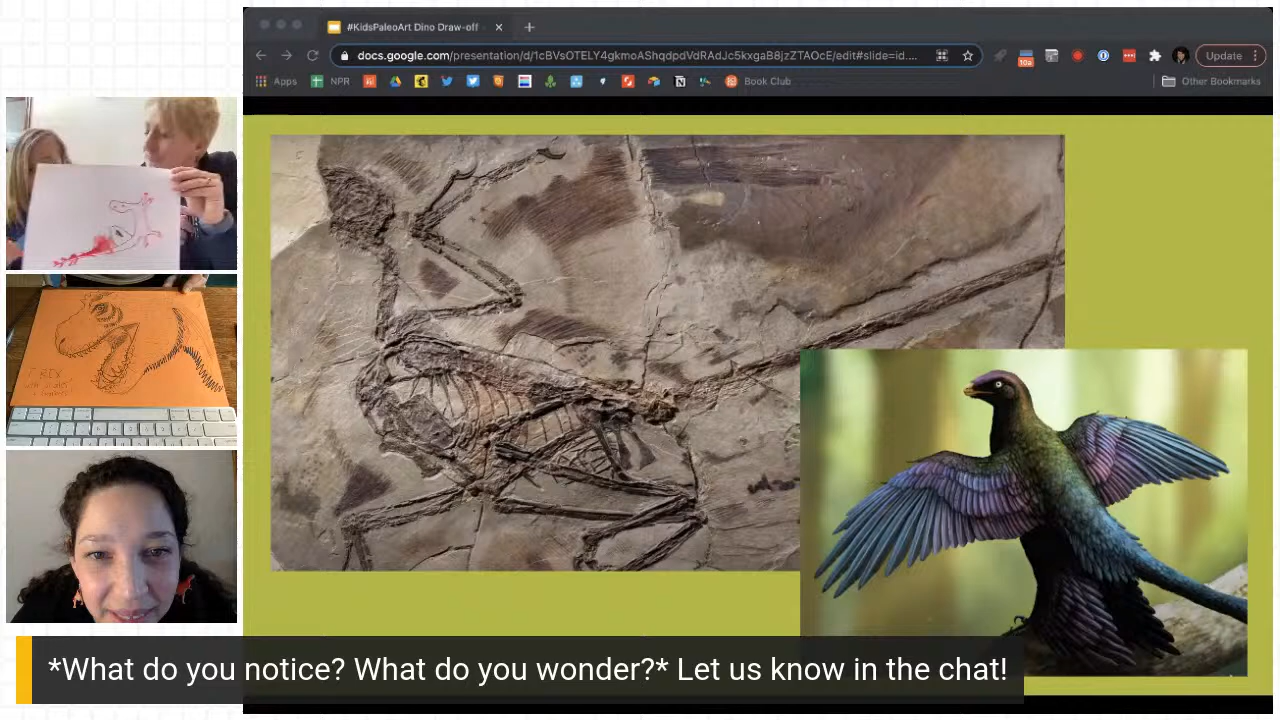 #KidsPaleoArt Dino Draw-off
docs.google.com/presentation/d/1cBVsOTELY4gkmoAShqdpdVdRAdJc5kxgaB8jzZTAOcE/edit#slide=id....
10a
Update
Apps
NPR
Book Club
Other Bookmarks
T-REX
*What do you notice? What do you wonder?* Let us know in the chat!